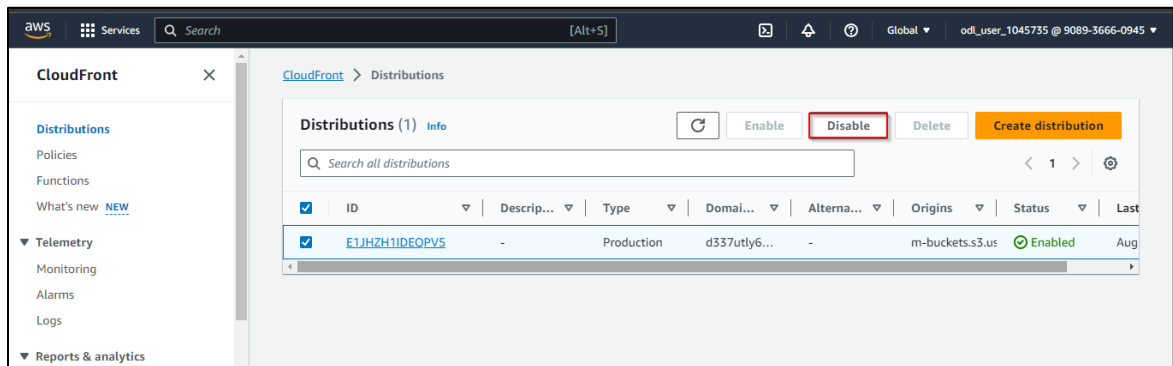 aws Services Search [Alt+S] Global odl_user_1045735 @ 9089-3666-0945
CloudFront
Distributions
Policies
Functions
What's new NEW
Telemetry
Monitoring
Alarms
Logs
Reports & analytics
CloudFront > Distributions
Distributions (1) Info Enable Disable Delete Create distribution
Search all distributions 1
ID Descrip... Type Domai... Alterna... Origins Status Last
E1JHZH1IDEQPV5 - Production d337utly6... - m-buckets.s3.us Enabled Aug